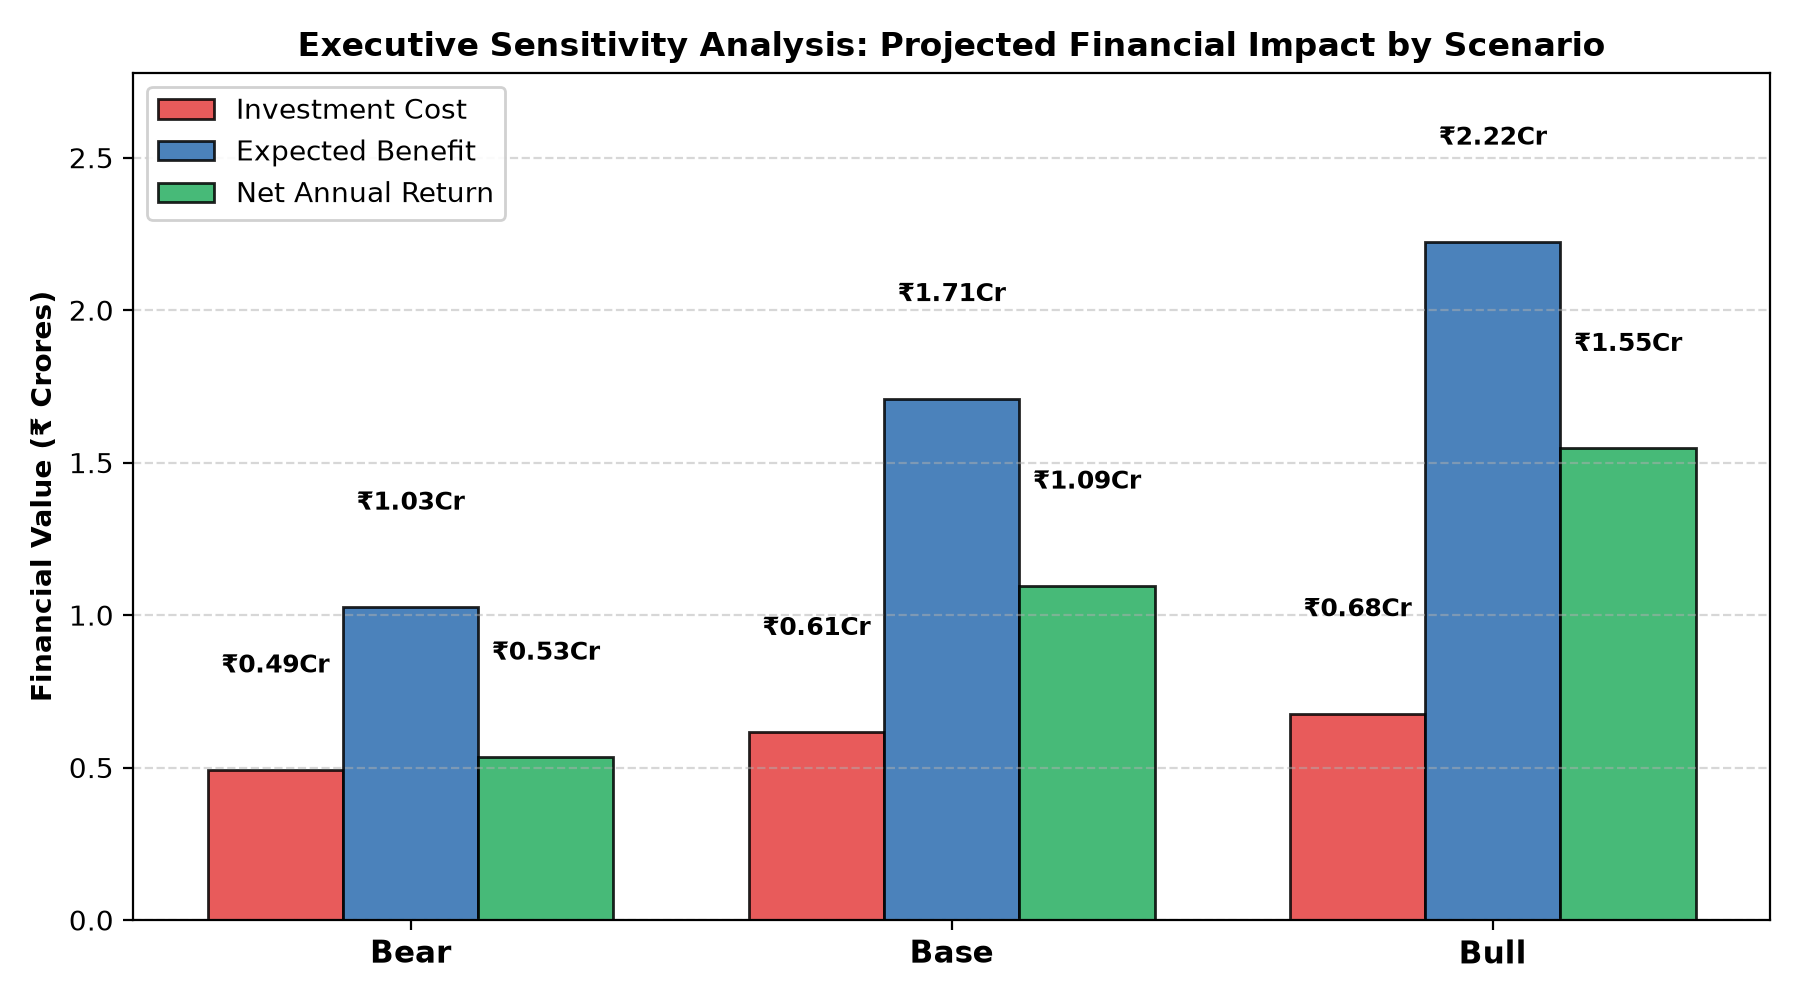 Executive Sensitivity Analysis: Projected Financial Impact by Scenario
Investment Cost
Expected Benefit
Net Annual Return
Financial Value (₹ Crores)
2.5
2.0
1.5
1.0
0.5
0.0
₹0.49Cr
₹1.03Cr
₹0.53Cr
₹0.61Cr
₹1.71Cr
₹1.09Cr
₹0.68Cr
₹2.22Cr
₹1.55Cr
Bear
Base
Bull